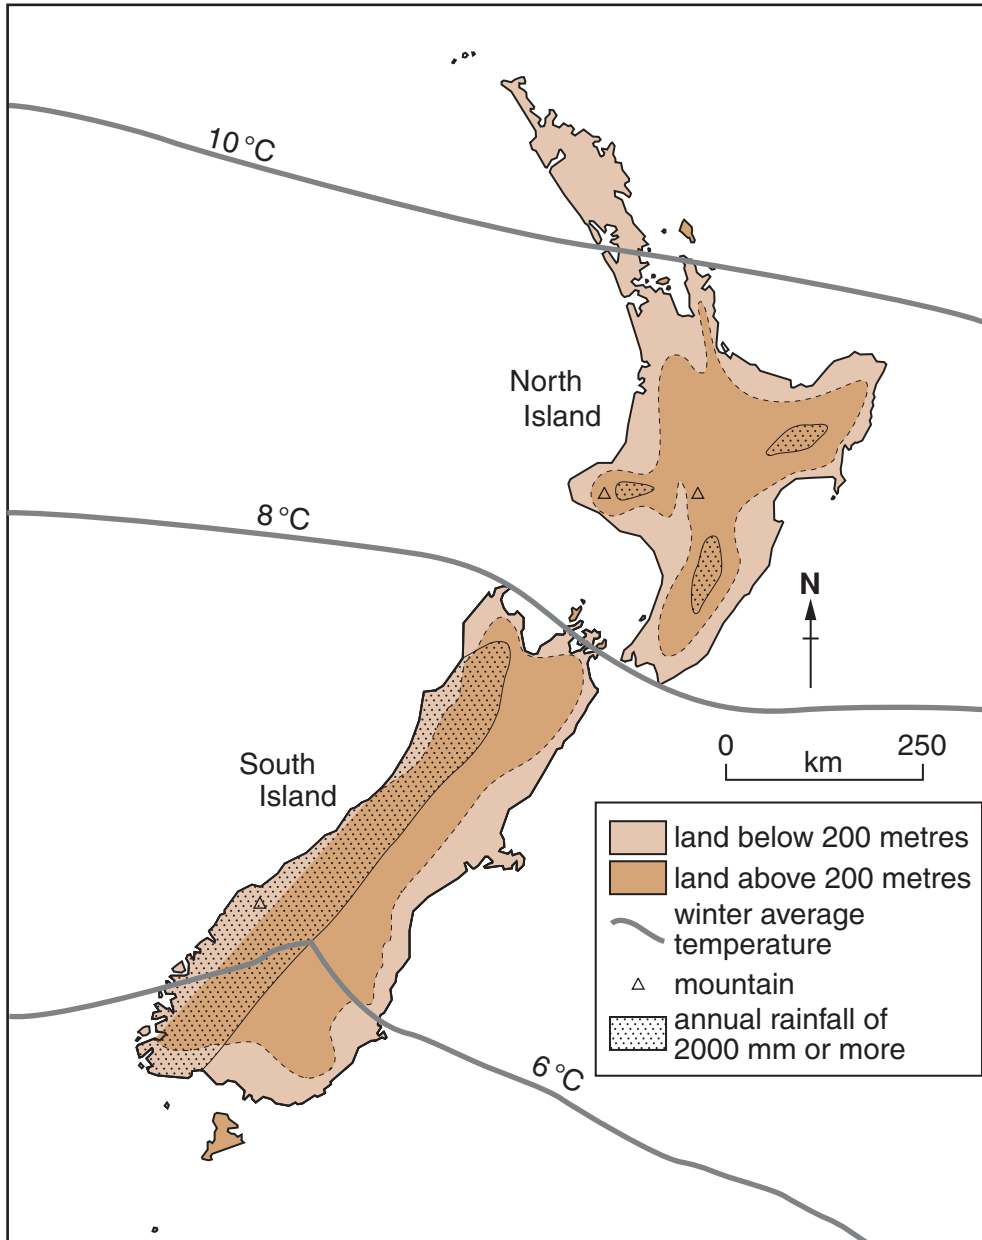 10 °C
North
Island
8 °C
N
0 250
km
South
Island
land below 200 metres
land above 200 metres
winter average
temperature
mountain
annual rainfall of
2000 mm or more
6 °C